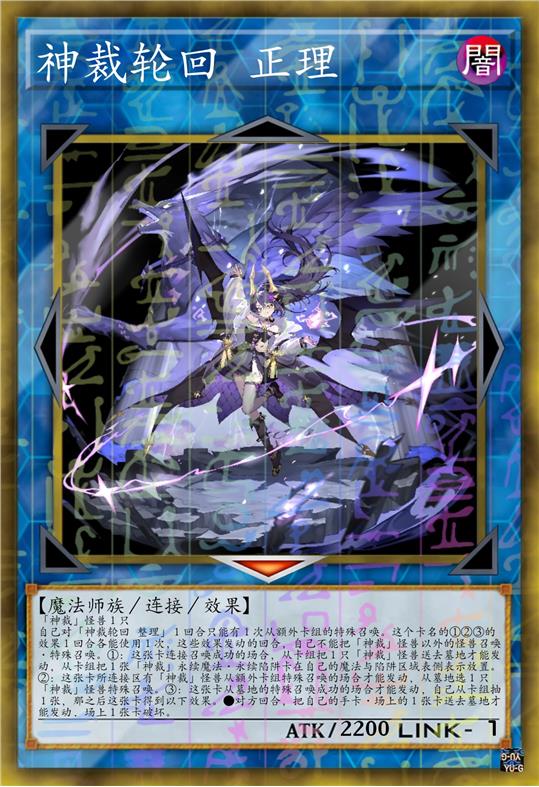 神裁轮回 正理
闇
【魔法师族／连接／效果】
「神裁」怪兽1只
自己对「神裁轮回 整理」1回合只能有1次从额外卡组的特殊召唤。这个卡名的①②③的
效果1回合各能使用1次，这些效果发动的回合，自己不能把「神裁」怪兽以外的怪兽召唤
·特殊召唤。①：这张卡连接召唤成功的场合，从卡组把1只「神裁」怪兽送去墓地才能发
动，从卡组把1张「神裁」永续魔法·永续陷阱卡在自己的魔法与陷阱区域表侧表示放置。
②：这张卡所连接区有「神裁」怪兽从额外卡组特殊召唤的场合才能发动，从墓地选1只
「神裁」怪兽特殊召唤。③：这张卡从墓地的特殊召唤成功的场合才能发动，自己从卡组抽
1张，那之后这张卡得到以下效果。●对方回合，把自己的手卡·场上的1张卡送去墓地才
能发动，场上1张卡破坏。
ATK/2200 LINK-1
YU-G